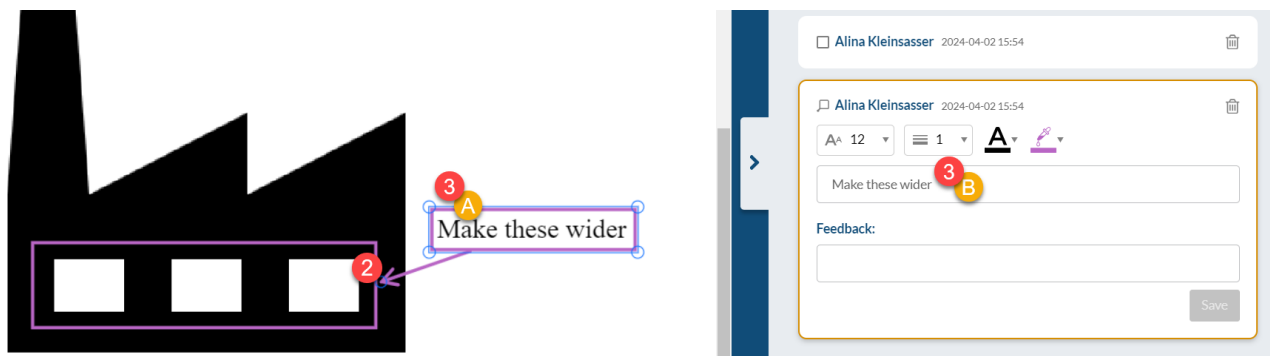 2
3
A
Make these wider
Alina Kleinsasser 2024-04-02 15:54
Alina Kleinsasser 2024-04-02 15:54
AA 12 1 A
Make these wider
3
B
Feedback:
Save